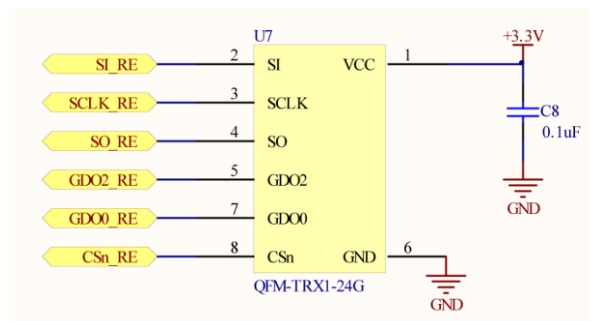 U7
+3.3V
SI_RE 2 SI VCC 1
SCLK_RE 3 SCLK
C8
0.1uF
SO_RE 4 SO
GDO2_RE 5 GDO2
GND
GDO0_RE 7 GDO0
CSn_RE 8 CSn GND 6
QFM-TRX1-24G
GND